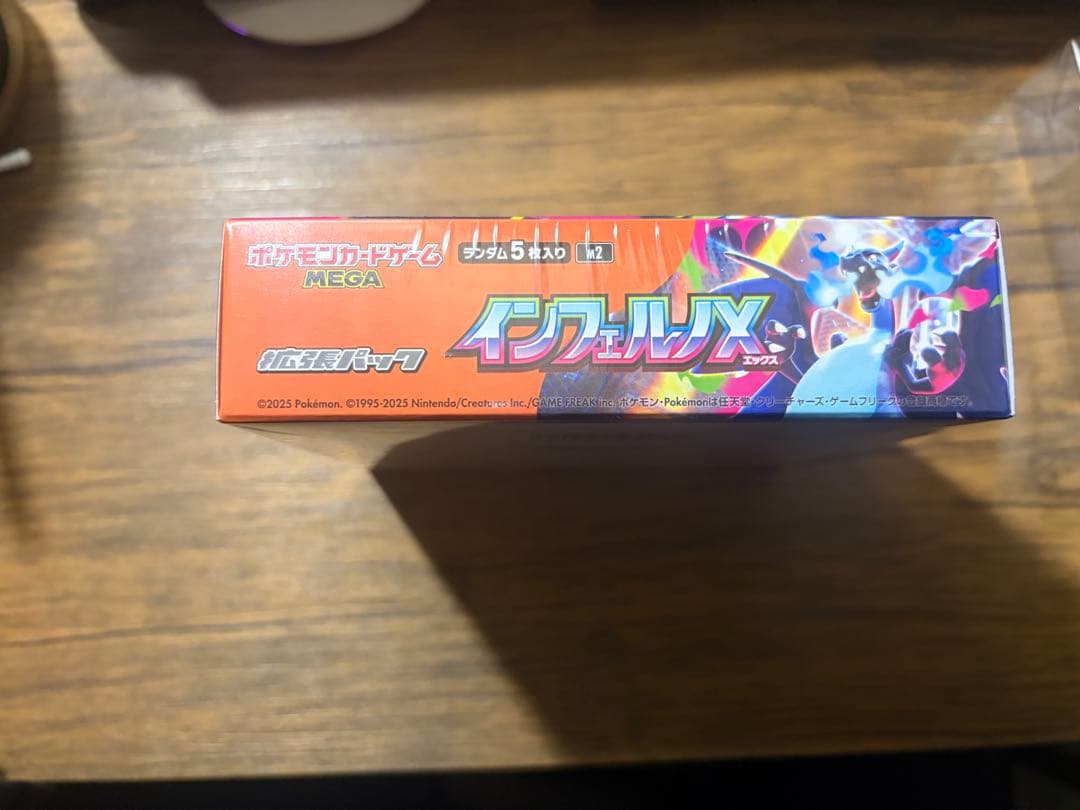 ポケモンカードゲーム
MEGA
ランダム5枚入り M2
インフェルノX
エックス
拡張パック
©2025 Pokémon. ©1995-2025 Nintendo/Creatures Inc./GAME FREAK inc. ポケモン・Pokémonは任天堂・クリーチャーズ・ゲームフリークの登録商標です。